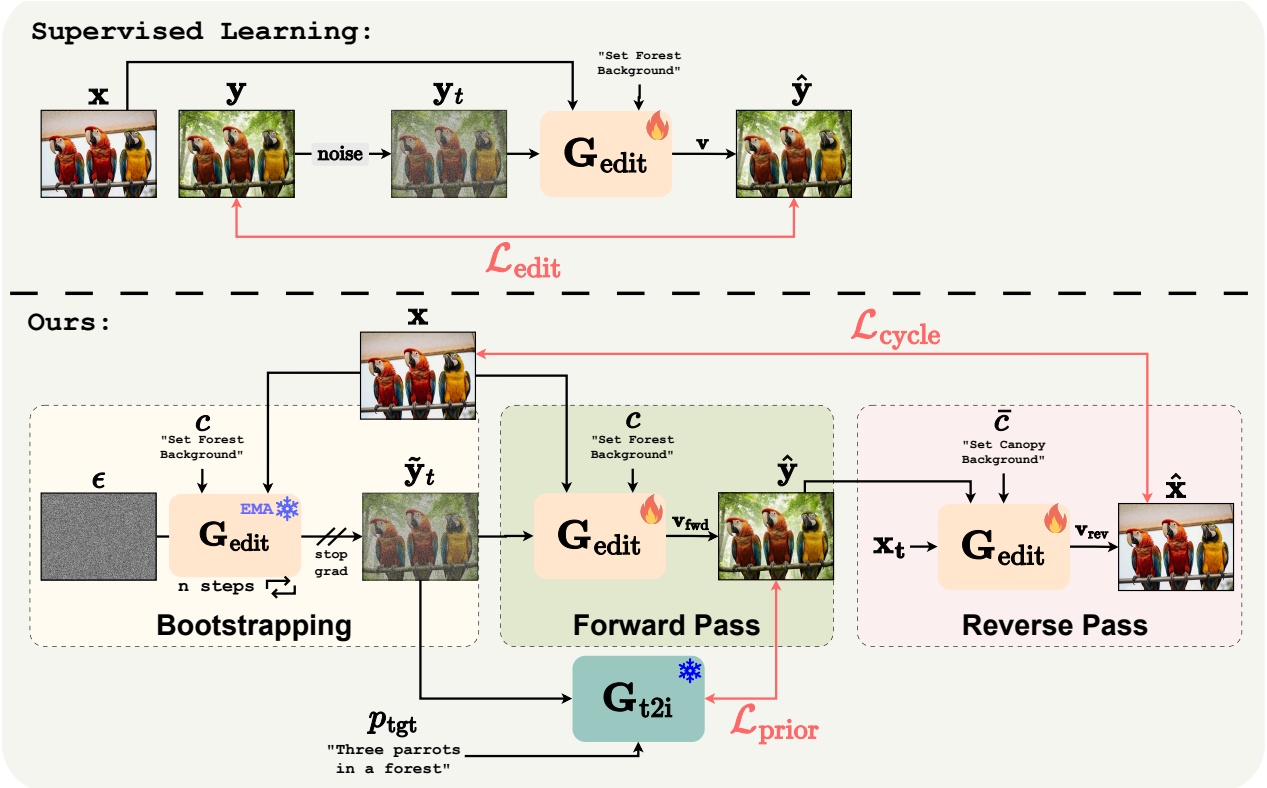 Supervised Learning:
"Set Forest
Background"
x
y
y_t
ŷ
noise
G_edit
v
ℒ_edit
Ours:
x
ℒ_cycle
c
"Set Forest
Background"
ϵ
EMA
G_edit
n steps
stop
grad
ỹ_t
Bootstrapping
c
"Set Forest
Background"
G_edit
v_fwd
ŷ
Forward Pass
c̄
"Set Canopy
Background"
x_t
G_edit
v_rev
x̂
Reverse Pass
G_t2i
ℒ_prior
p_tgt
"Three parrots
in a forest"